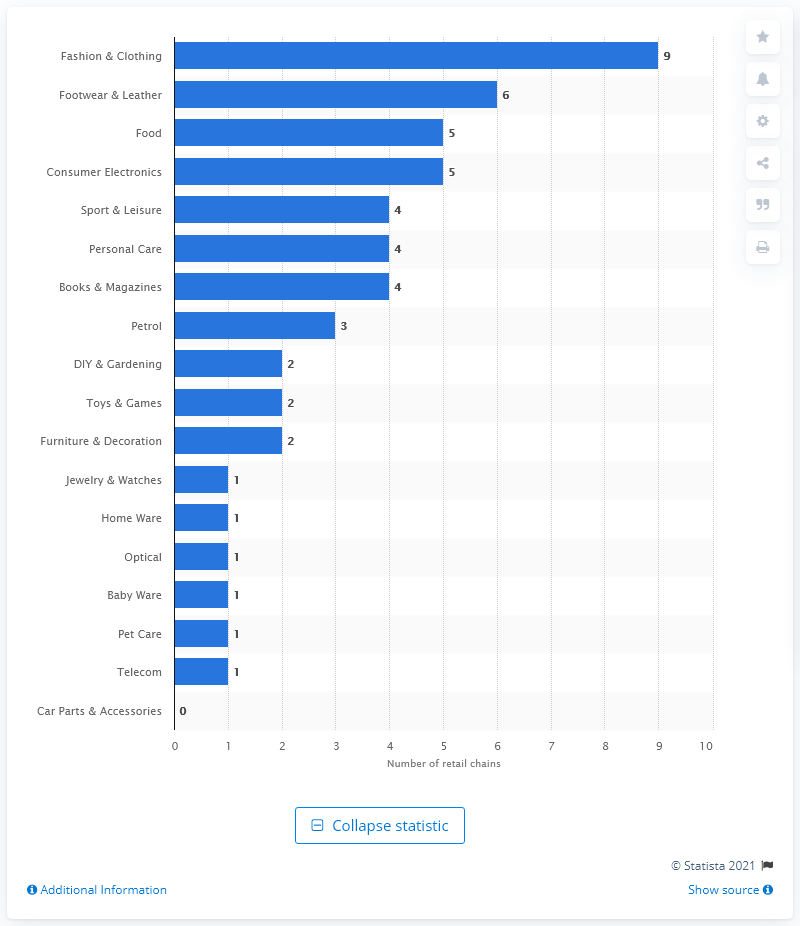 Fashion & Clothing 9
Footwear & Leather 6
Food 5
Consumer Electronics 5
Sport & Leisure 4
Personal Care 4
Books & Magazines 4
Petrol 3
DIY & Gardening 2
Toys & Games 2
Furniture & Decoration 2
Jewelry & Watches 1
Home Ware 1
Optical 1
Baby Ware 1
Pet Care 1
Telecom 1
Car Parts & Accessories 0
0 1 2 3 4 5 6 7 8 9 10
Number of retail chains
Collapse statistic
© Statista 2021
Additional Information
Show source